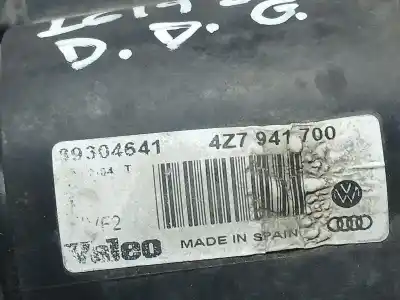 D.D.G.
89304641 4Z7 941 700
T
Valeo MADE IN SPAIN